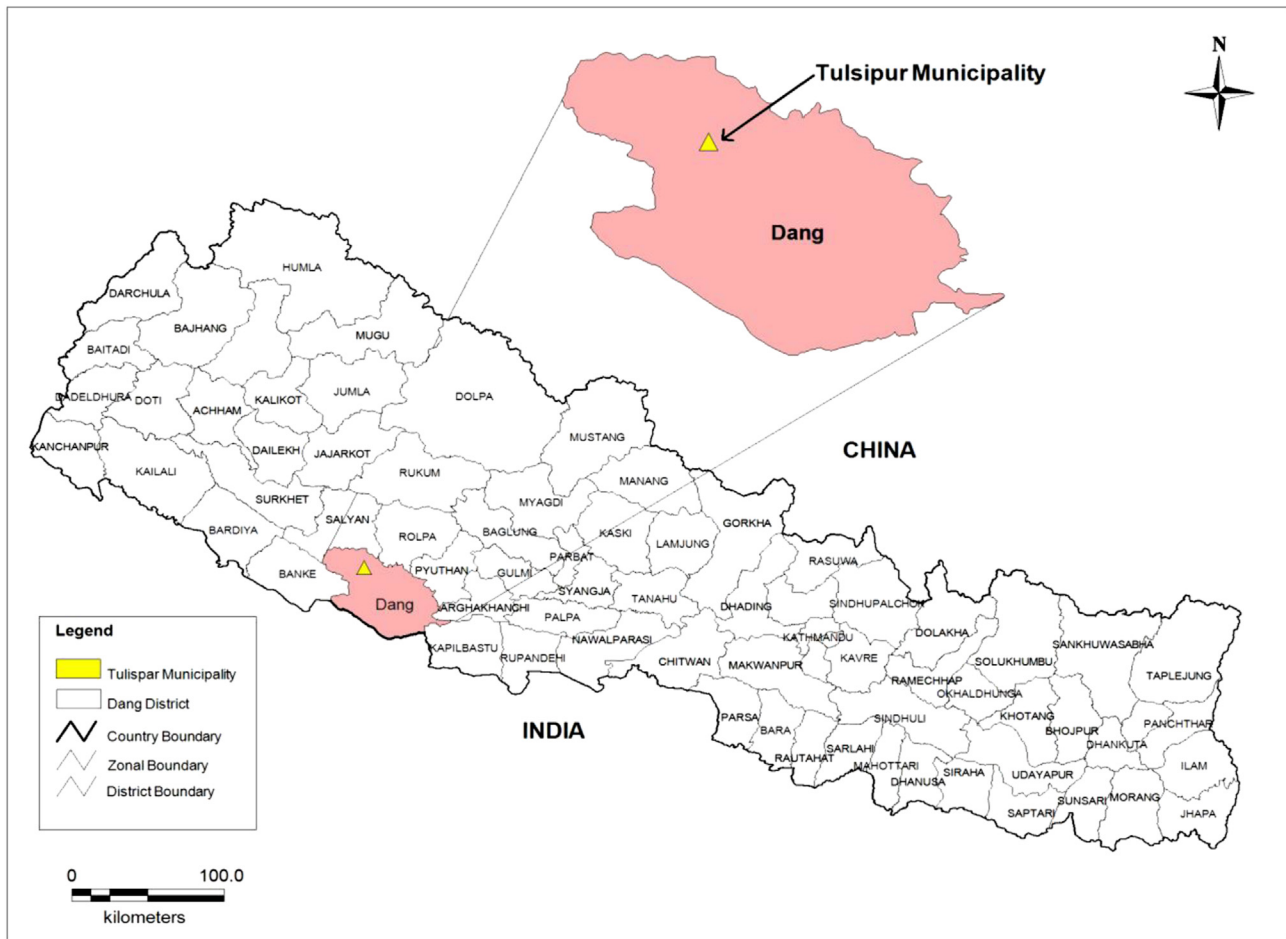 N
Tulsipur Municipality
Dang
HUMLA
DARCHULA
BAJHANG
MUGU
BAITADI
JUMLA
DOLPA
DADELDHURA
DOTI
ACHHAM
KALIKOT
MUSTANG
CHINA
KANCHANPUR
DAILEKH
JAJARKOT
KAILALI
RUKUM
MANANG
SURKHET
MYAGDI
GORKHA
BARDIYA
SALYAN
ROLPA
BAGLUNG
KASKI
LAMJUNG
PARBAT
RASUWA
BANKE
PYUTHAN
GULMI
SYANGJA
TANAHU
SINDHUPALCHOK
Dang
ARGHAKHANCHI
DHADING
PALPA
DOLAKHA
KATHMANDU
NAWALPARASI
SANKHUWASABHA
KAPILBASTU
RUPANDEHI
CHITWAN
MAKWANPUR
KAVRE
SOLUKHUMBU
TAPLEJUNG
RAMECHHAP
OKHALDHUNGA
INDIA
PARSA
BARA
SINDHULI
KHOTANG
BHOJPUR
PANCHTHAR
DHANKUTA
RAUTAHAT
SARLAHI
MAHOTTARI
DHANUSA
SIRAHA
UDAYAPUR
ILAM
SAPTARI
SUNSARI
MORANG
JHAPA
Legend
Tulispar Municipality
Dang District
Country Boundary
Zonal Boundary
District Boundary
0 100.0
kilometers